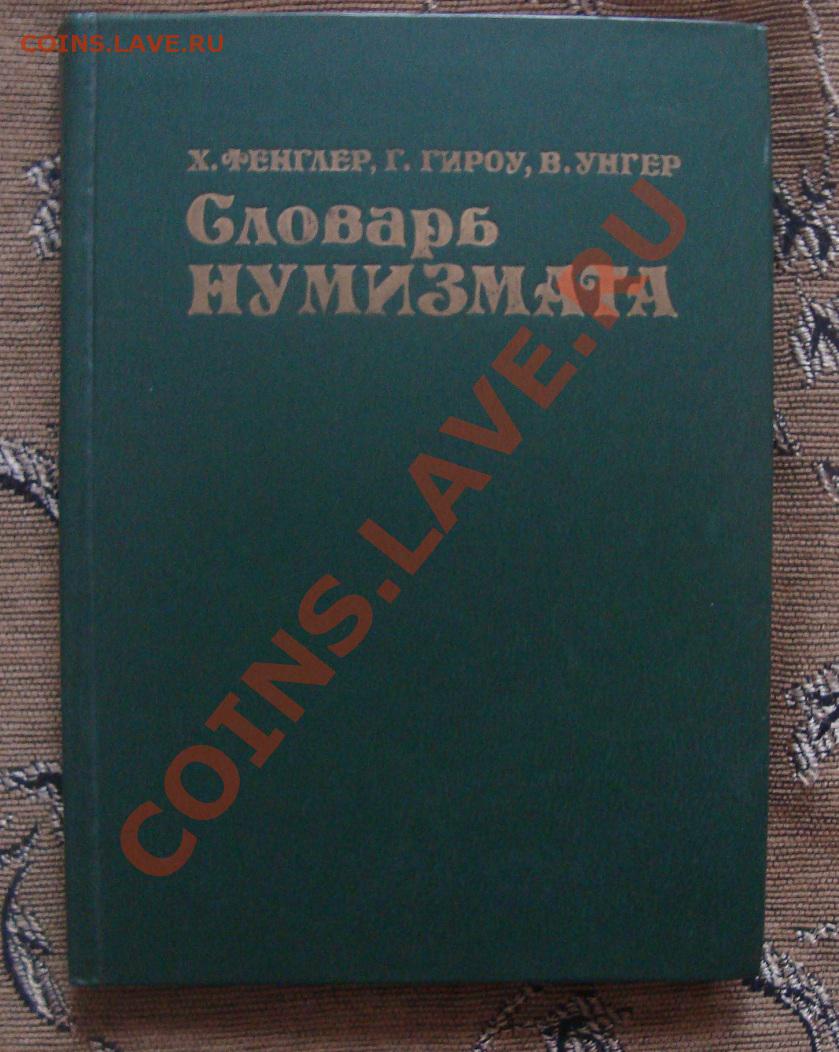 COINS.LAVE.RU
Х. ФЕНГЛЕР, Г. ГИРОУ, В. УНГЕР
Словарь
НУМИЗМАТА
COINS.LAVE.RU